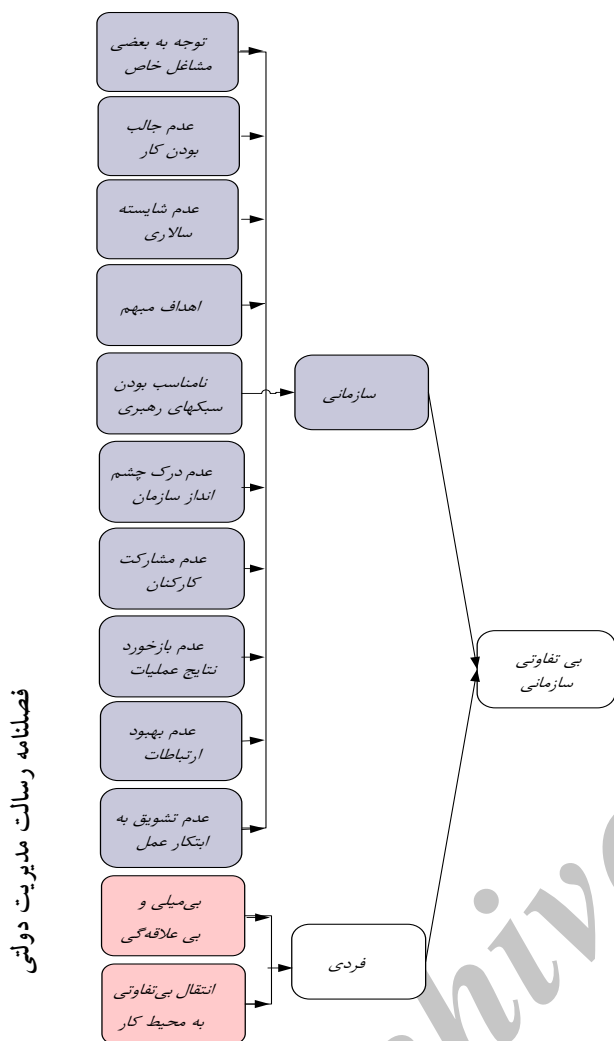 توجه به بعضی
مشاغل خاص
عدم جالب
بودن کار
عدم شایسته
سالاری
اهداف مبهم
نامناسب بودن
سبکهای رهبری
عدم درک چشم
انداز سازمان
عدم مشارکت
کارکنان
عدم بازخورد
نتایج عملیات
عدم بهبود
ارتباطات
عدم تشویق به
ابتکار عمل
بی‌میلی و
بی علاقه‌گی
انتقال بی‌تفاوتی
به محیط کار
سازمانی
فردی
بی تفاوتی
سازمانی
فصلنامه رسالت مدیریت دولتی
hive